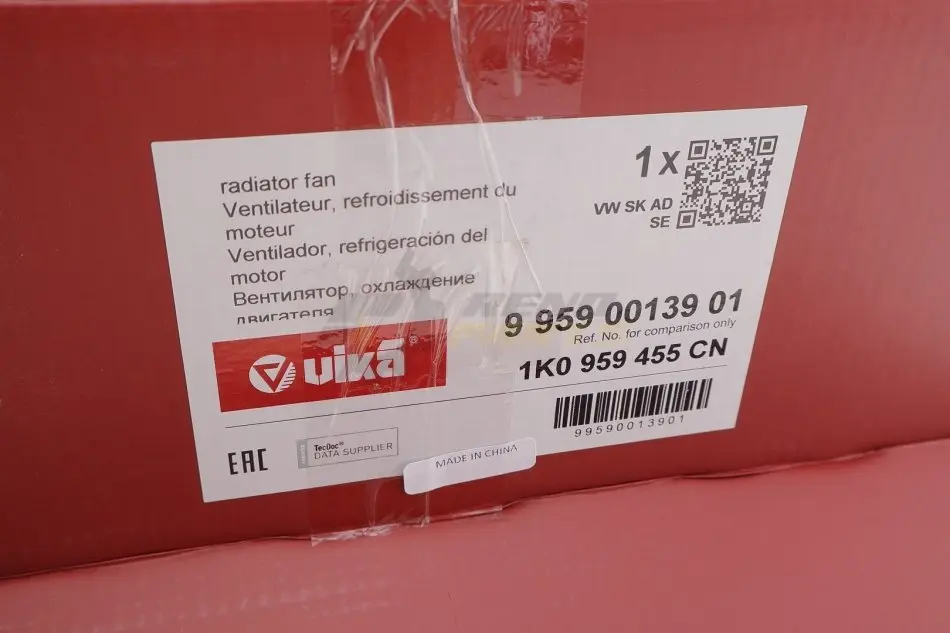 radiator fan
Ventilateur, refroidissement du
moteur
Ventilador, refrigeración del
motor
Вентилятор, охлаждение
двигателя
1 x
VW SK AD
SE
9 959 00139 01
Ref. No. for comparison only
1K0 959 455 CN
99590013901
vika®
EAC
TecDoc®
DATA SUPPLIER
MADE IN CHINA